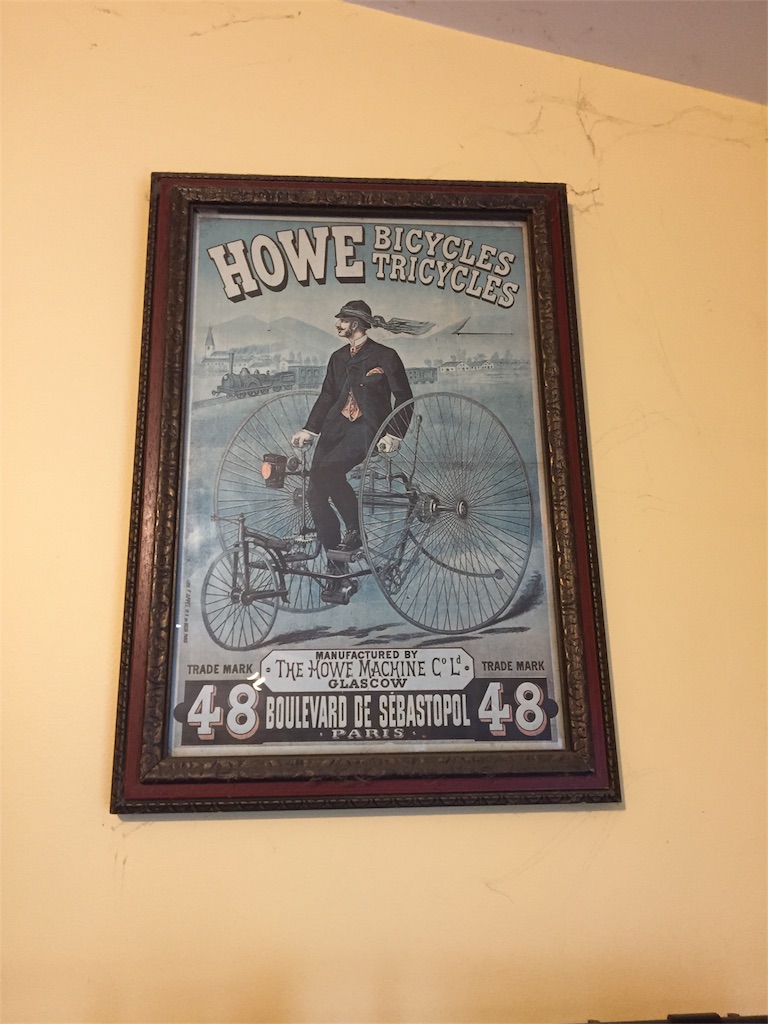 HOWE BICYCLES
TRICYCLES
MANUFACTURED BY
TRADE MARK THE HOWE MACHINE Co Ld TRADE MARK
GLASCOW
48 BOULEVARD DE SÉBASTOPOL 48
PARIS